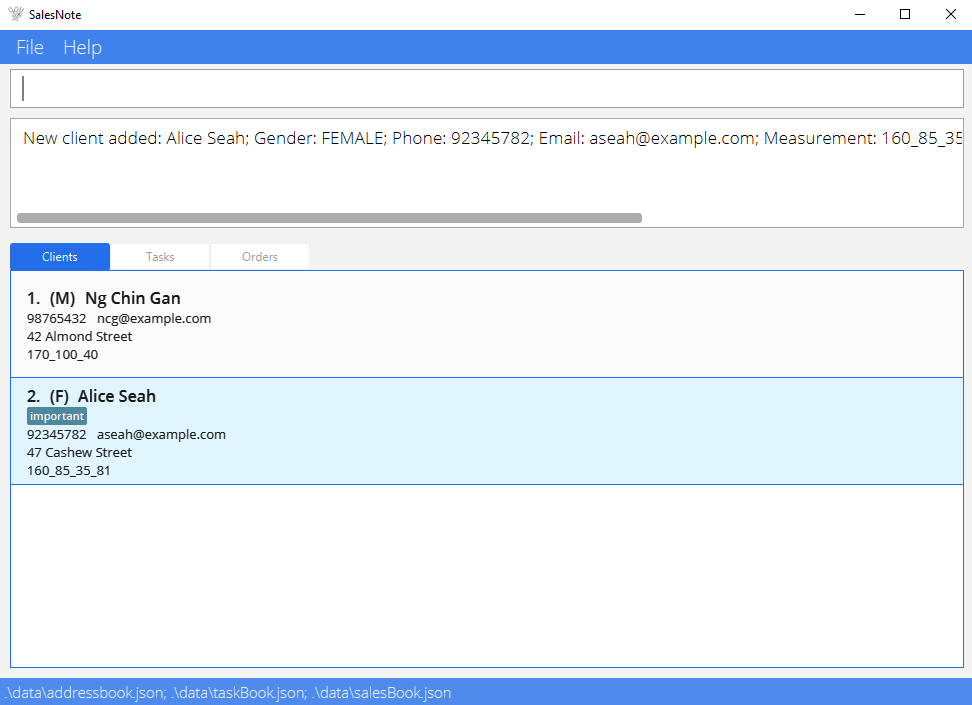 SalesNote
File Help
New client added: Alice Seah; Gender: FEMALE; Phone: 92345782; Email: aseah@example.com; Measurement: 160_85_35
Clients Tasks Orders
1. (M) Ng Chin Gan
98765432 ncg@example.com
42 Almond Street
170_100_40
2. (F) Alice Seah
important
92345782 aseah@example.com
47 Cashew Street
160_85_35_81
.\data\addressbook.json; .\data\taskBook.json; .\data\salesBook.json